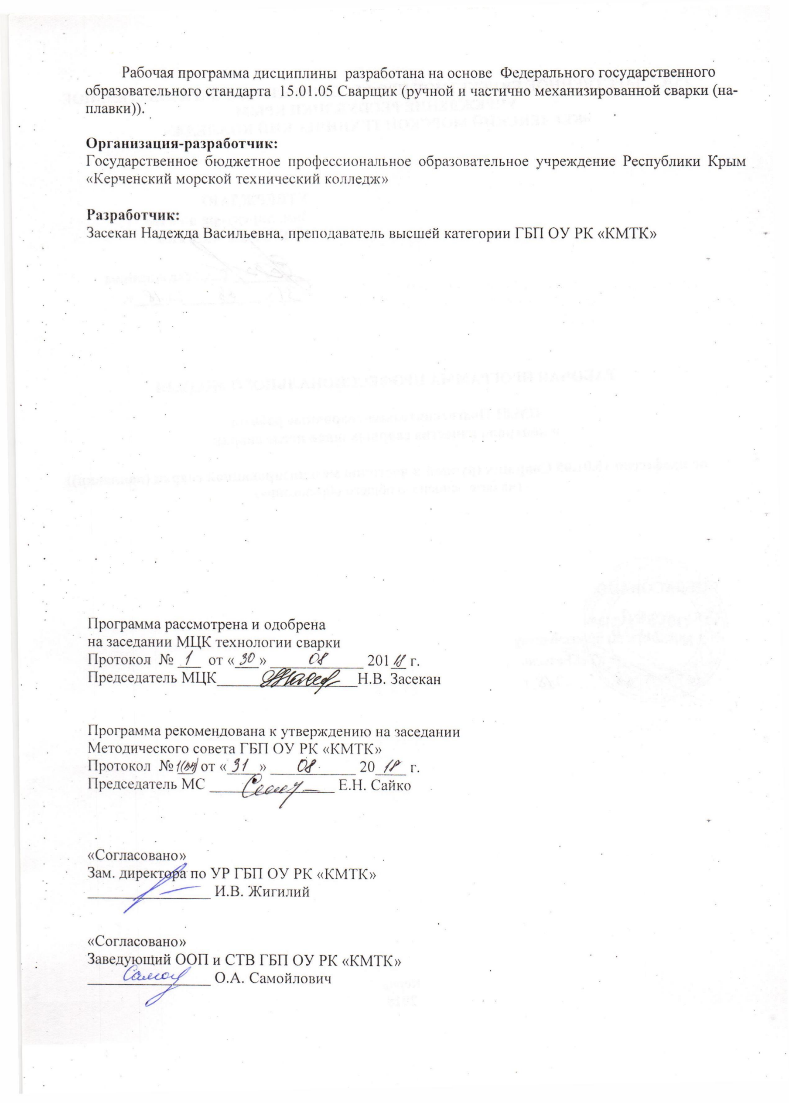 Рабочая программа дисциплины разработана на основе Федерального государственного
образовательного стандарта 15.01.05 Сварщик (ручной и частично механизированной сварки (на-
плавки)).
Организация-разработчик:
Государственное бюджетное профессиональное образовательное учреждение Республики Крым
«Керченский морской технический колледж»
Разработчик:
Засекан Надежда Васильевна, преподаватель высшей категории ГБП ОУ РК «КМТК»
Программа рассмотрена и одобрена
на заседании МЦК технологии сварки
Протокол № 1 от « 30 » 08 201 г.
Председатель МЦК Н.В. Засекан
Программа рекомендована к утверждению на заседании
Методического совета ГБП ОУ РК «КМТК»
Протокол № от « 31 » 08 2018 г.
Председатель МС Е.Н. Сайко
«Согласовано»
Зам. директора по УР ГБП ОУ РК «КМТК»
И.В. Жигилий
«Согласовано»
Заведующий ООП и СТВ ГБП ОУ РК «КМТК»
О.А. Самойлович